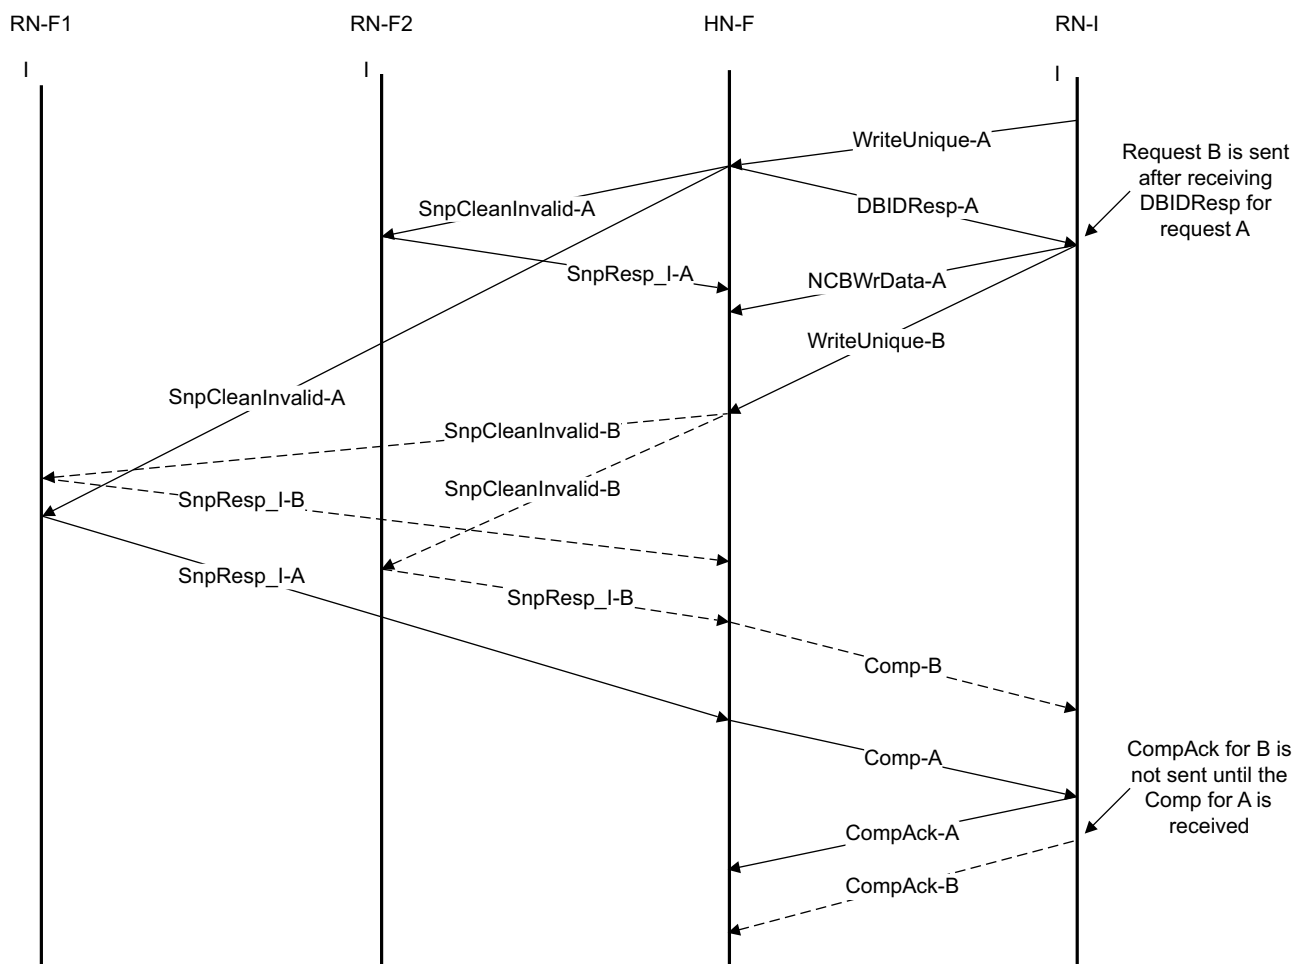 RN-F1
RN-F2
HN-F
RN-I
I
I
I
WriteUnique-A
Request B is sent
after receiving
DBIDResp for
request A
SnpCleanInvalid-A
DBIDResp-A
SnpResp_I-A
NCBWrData-A
WriteUnique-B
SnpCleanInvalid-A
SnpCleanInvalid-B
SnpCleanInvalid-B
SnpResp_I-B
SnpResp_I-A
SnpResp_I-B
Comp-B
Comp-A
CompAck for B is
not sent until the
Comp for A is
received
CompAck-A
CompAck-B